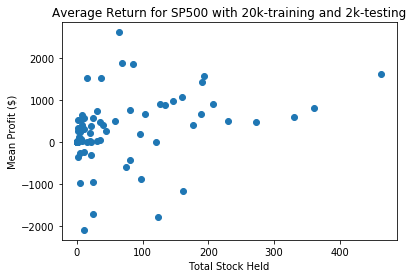 Average Return for SP500 with 20k-training and 2k-testing
2000
1000
0
−1000
−2000
Mean Profit ($)
0 100 200 300 400
Total Stock Held